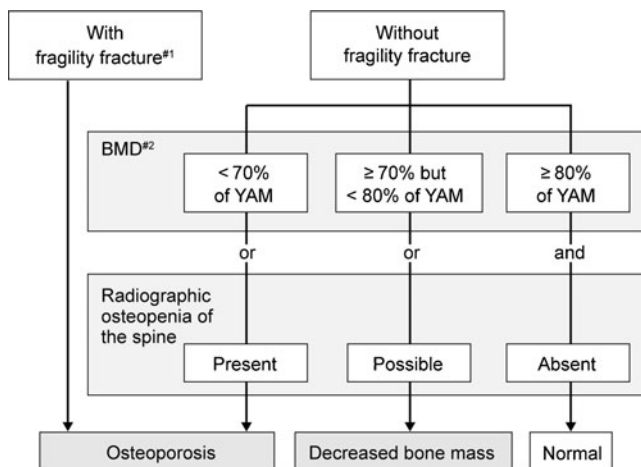 With
fragility fracture#1
Without
fragility fracture
BMD#2
< 70%
of YAM
≥ 70% but
< 80% of YAM
≥ 80%
of YAM
or
or
and
Radiographic
osteopenia of
the spine
Present
Possible
Absent
Osteoporosis
Decreased bone mass
Normal